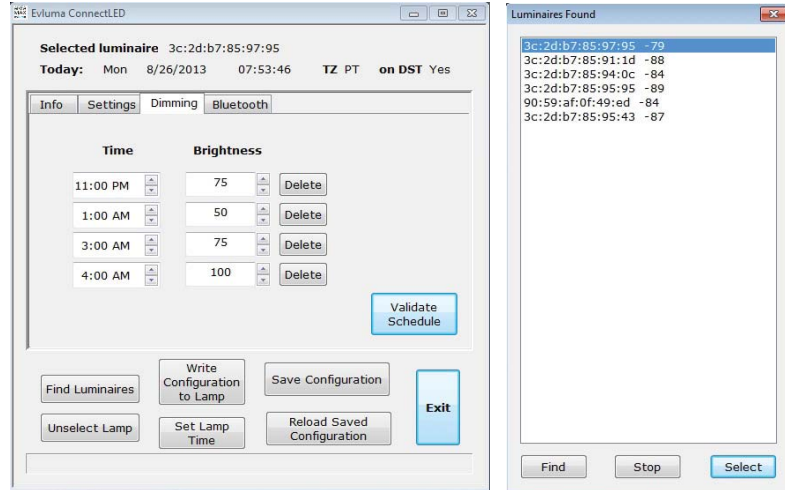 Evluma ConnectLED
Selected luminaire 3c:2d:b7:85:97:95
Today: Mon 8/26/2013 07:53:46 TZ PT on DST Yes
Info Settings Dimming Bluetooth
Time Brightness
11:00 PM 75 Delete
1:00 AM 50 Delete
3:00 AM 75 Delete
4:00 AM 100 Delete
Validate
Schedule
Find Luminaires
Write
Configuration
to Lamp
Save Configuration
Exit
Unselect Lamp
Set Lamp
Time
Reload Saved
Configuration
Luminaires Found
3c:2d:b7:85:97:95 -79
3c:2d:b7:85:91:1d -88
3c:2d:b7:85:94:0c -84
3c:2d:b7:85:95:95 -89
90:59:af:0f:49:ed -84
3c:2d:b7:85:95:43 -87
Find Stop Select